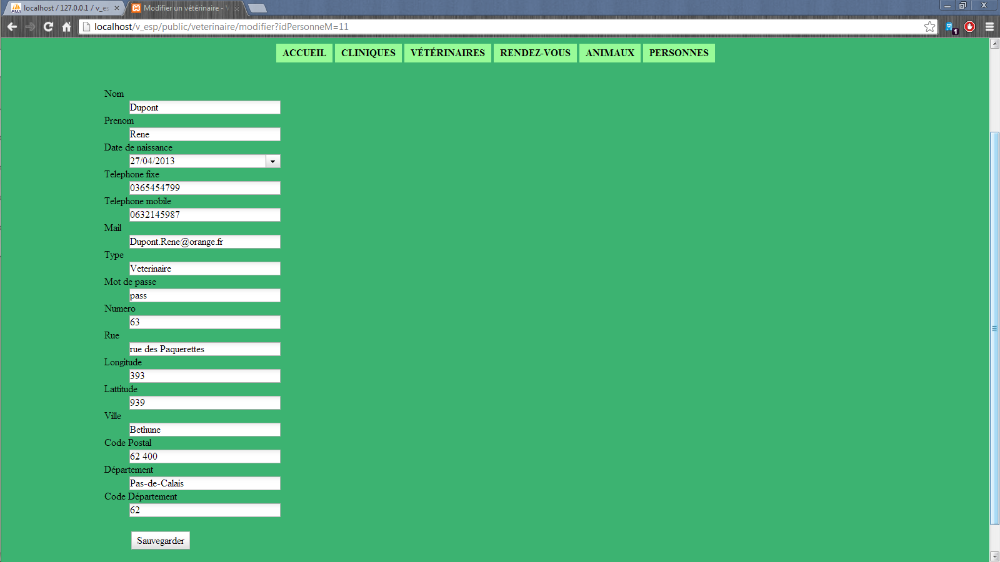 localhost / 127.0.0.1 / v_es
Modifier un vétérinaire - V
localhost/v_esp/public/veterinaire/modifier?idPersonneM=11
1
ACCUEIL CLINIQUES VÉTÉRINAIRES RENDEZ-VOUS ANIMAUX PERSONNES
Nom
Dupont
Prenom
Rene
Date de naissance
27/04/2013
Telephone fixe
0365454799
Telephone mobile
0632145987
Mail
Dupont.Rene@orange.fr
Type
Veterinaire
Mot de passe
pass
Numero
63
Rue
rue des Paquerettes
Longitude
393
Lattitude
939
Ville
Bethune
Code Postal
62 400
Département
Pas-de-Calais
Code Département
62
Sauvegarder